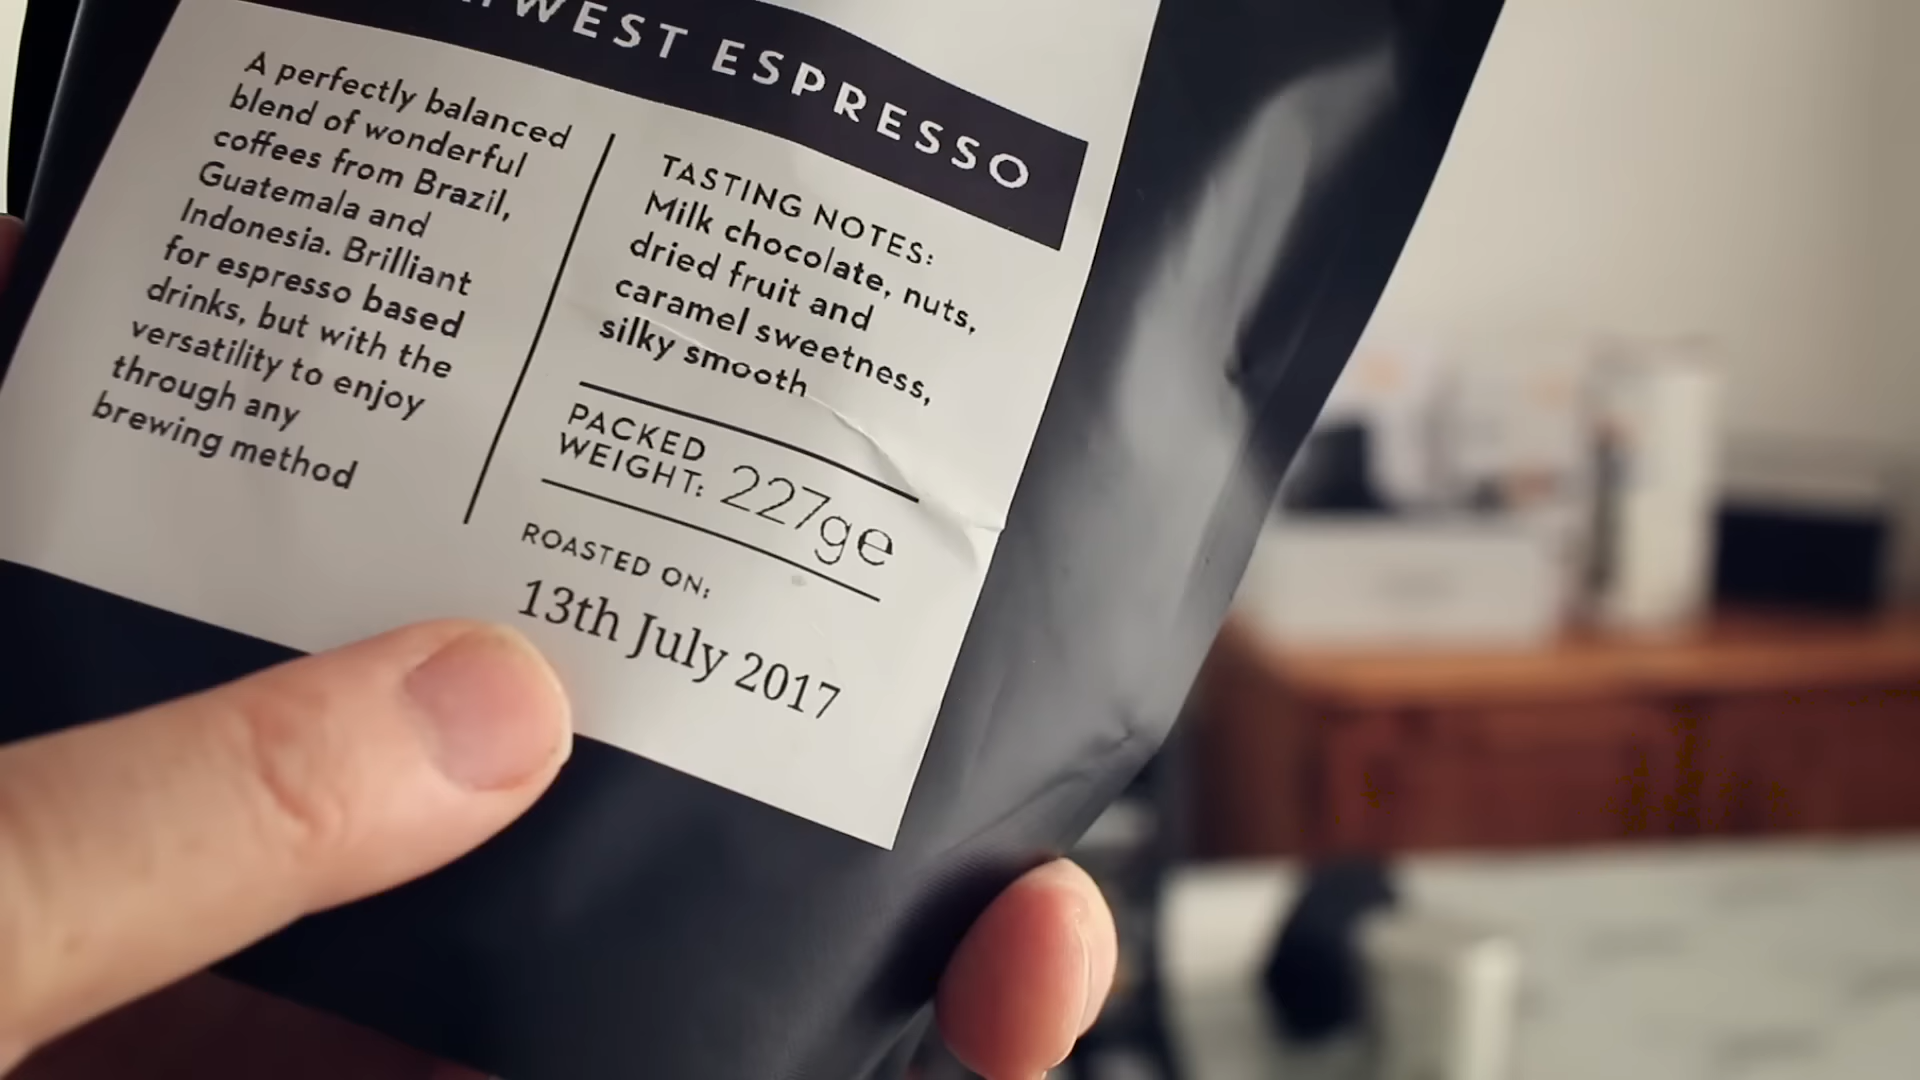 WEST ESPRESSO
A perfectly balanced
blend of wonderful
coffees from Brazil,
Guatemala and
Indonesia. Brilliant
for espresso based
drinks, but with the
versatility to enjoy
through any
brewing method
TASTING NOTES:
Milk chocolate, nuts,
dried fruit and
caramel sweetness,
silky smooth
PACKED
WEIGHT: 227ge
ROASTED ON:
13th July 2017